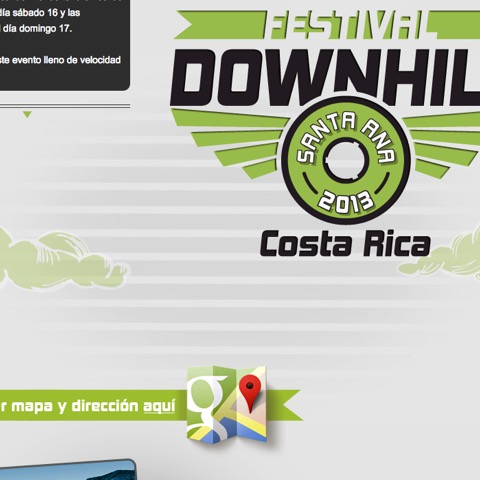 día sábado 16 y las
día domingo 17.
ste evento lleno de velocidad
FESTIVAL
DOWNHIL
SANTA ANA
2013
Costa Rica
r mapa y dirección aquí
g